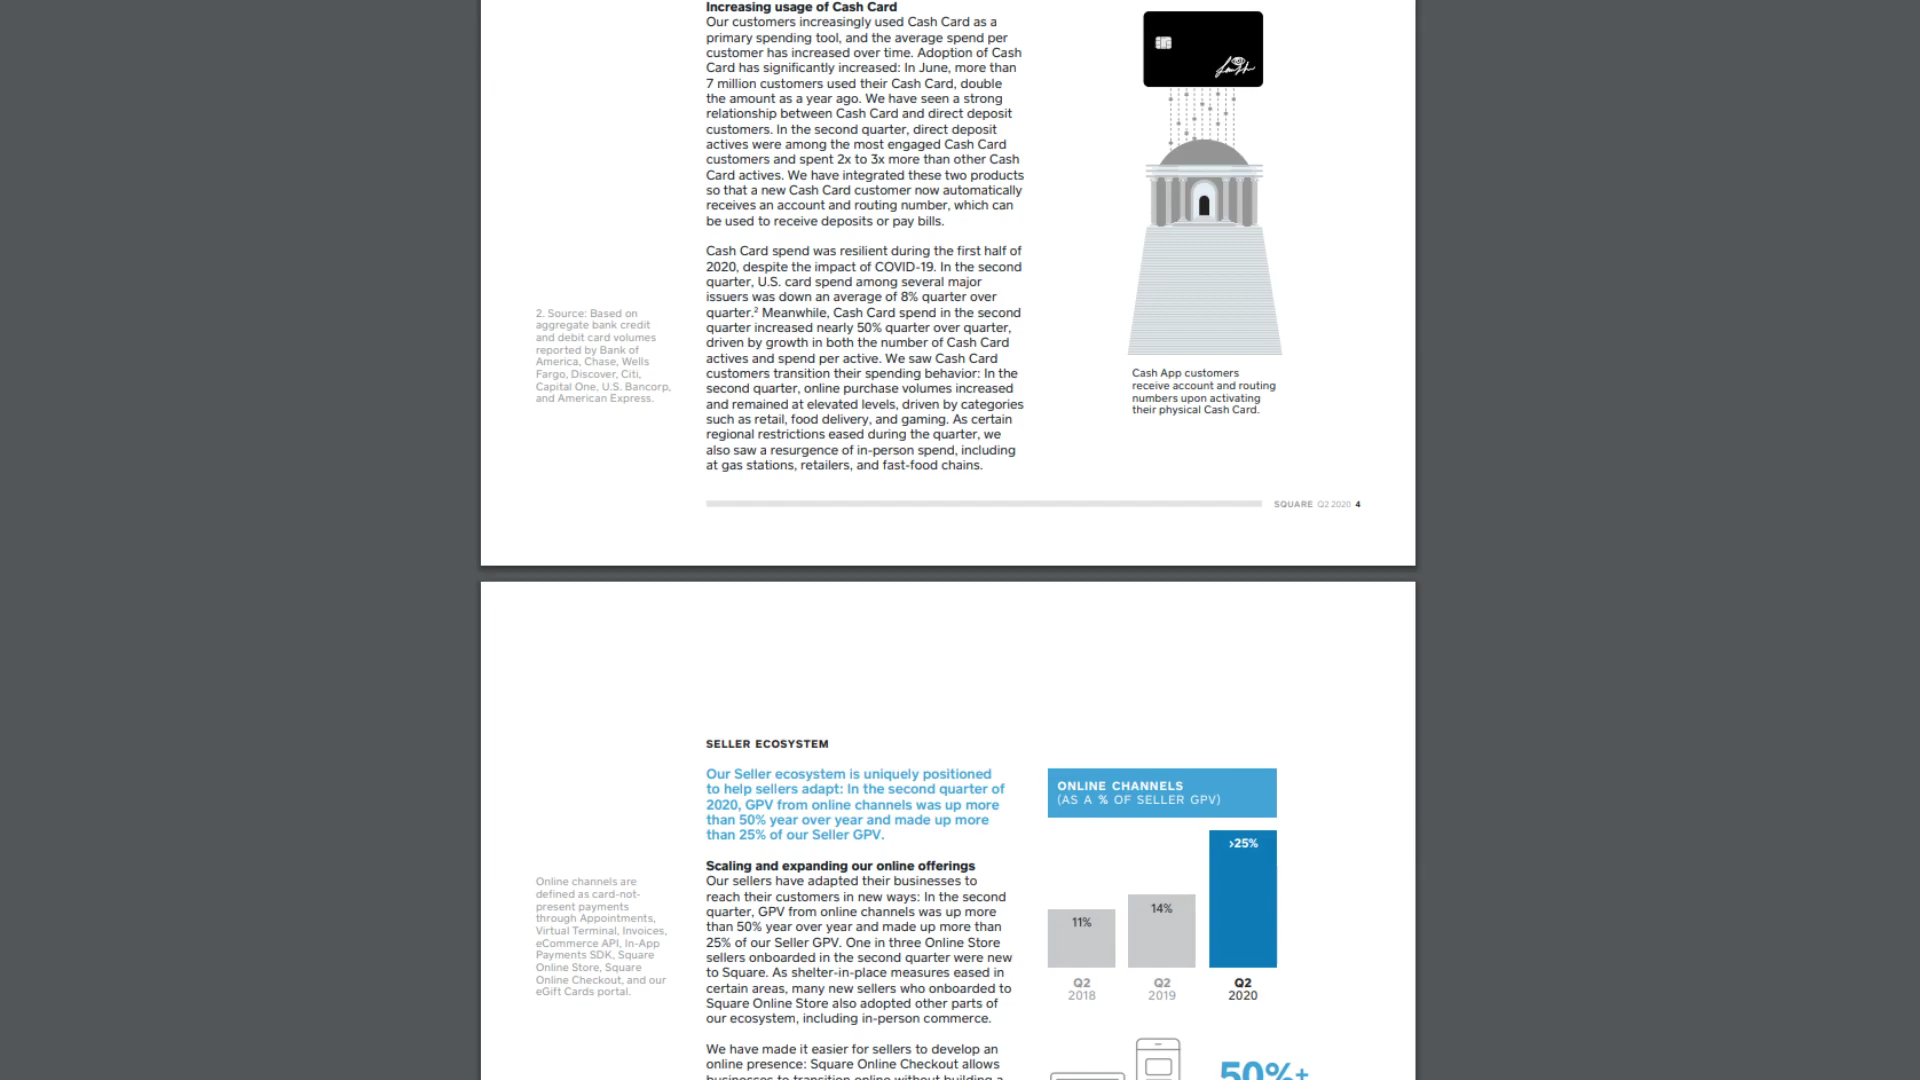 Increasing usage of Cash Card
Our customers increasingly used Cash Card as a
primary spending tool, and the average spend per
customer has increased over time. Adoption of Cash
Card has significantly increased: In June, more than
7 million customers used their Cash Card, double
the amount as a year ago. We have seen a strong
relationship between Cash Card and direct deposit
customers. In the second quarter, direct deposit
actives were among the most engaged Cash Card
customers and spent 2x to 3x more than other Cash
Card actives. We have integrated these two products
so that a new Cash Card customer now automatically
receives an account and routing number, which can
be used to receive deposits or pay bills.
Cash Card spend was resilient during the first half of
2020, despite the impact of COVID-19. In the second
quarter, U.S. card spend among several major
issuers was down an average of 8% quarter over
quarter.² Meanwhile, Cash Card spend in the second
quarter increased nearly 50% quarter over quarter,
driven by growth in both the number of Cash Card
actives and spend per active. We saw Cash Card
customers transition their spending behavior: In the
second quarter, online purchase volumes increased
and remained at elevated levels, driven by categories
such as retail, food delivery, and gaming. As certain
regional restrictions eased during the quarter, we
also saw a resurgence of in-person spend, including
at gas stations, retailers, and fast-food chains.
2. Source: Based on
aggregate bank credit
and debit card volumes
reported by Bank of
America, Chase, Wells
Fargo, Discover, Citi,
Capital One, U.S. Bancorp,
and American Express.
Cash App customers
receive account and routing
numbers upon activating
their physical Cash Card.
SQUARE Q2 2020 4
SELLER ECOSYSTEM
Our Seller ecosystem is uniquely positioned
to help sellers adapt: In the second quarter of
2020, GPV from online channels was up more
than 50% year over year and made up more
than 25% of our Seller GPV.
Scaling and expanding our online offerings
Our sellers have adapted their businesses to
reach their customers in new ways: In the second
quarter, GPV from online channels was up more
than 50% year over year and made up more than
25% of our Seller GPV. One in three Online Store
sellers onboarded in the second quarter were new
to Square. As shelter-in-place measures eased in
certain areas, many new sellers who onboarded to
Square Online Store also adopted other parts of
our ecosystem, including in-person commerce.
We have made it easier for sellers to develop an
online presence: Square Online Checkout allows
businesses to transition online without building a
Online channels are
defined as card-not-
present payments
through Appointments,
Virtual Terminal, Invoices,
eCommerce API, In-App
Payments SDK, Square
Online Store, Square
Online Checkout, and our
eGift Cards portal.
ONLINE CHANNELS
(AS A % OF SELLER GPV)
11%
14%
>25%
Q2
2018
Q2
2019
Q2
2020
50%+